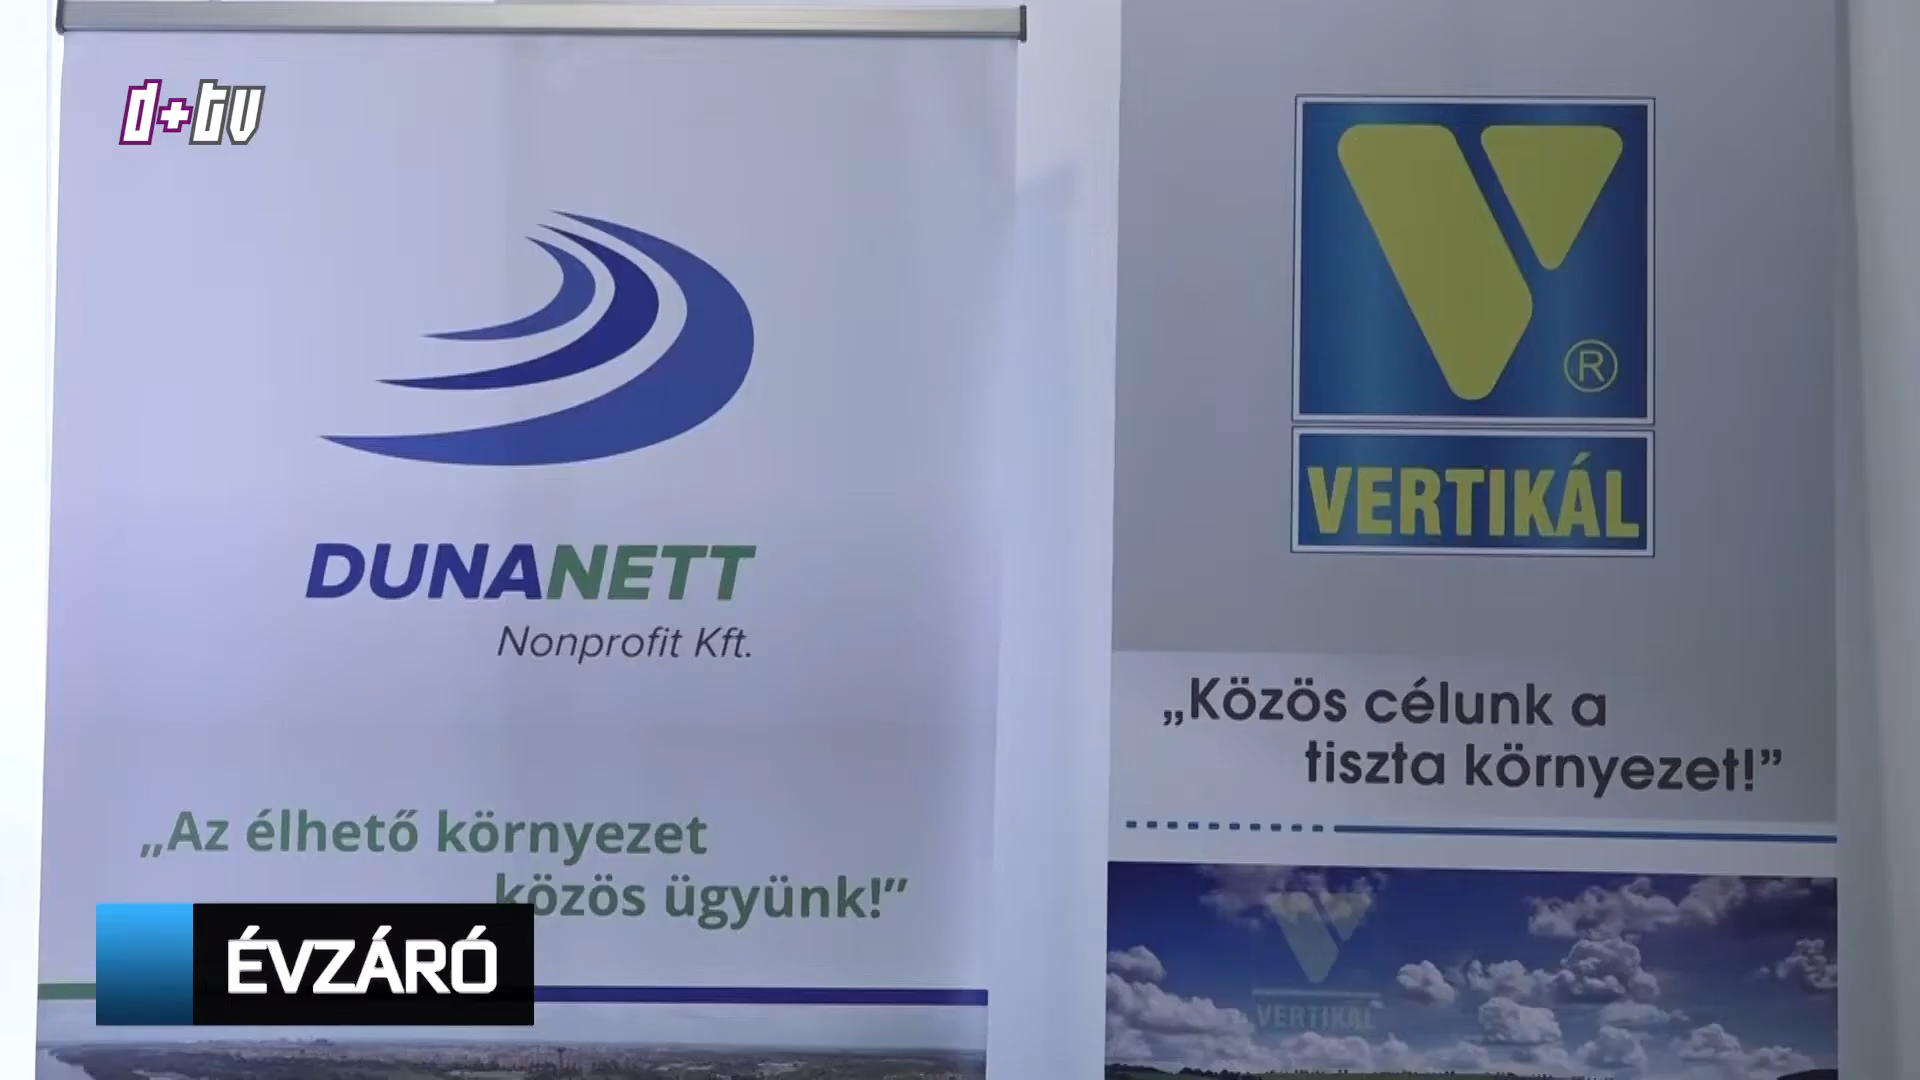 d+tv
DUNANETT
Nonprofit Kft.
„Az élhető környezet
közös ügyünk!”
ÉVZÁRÓ
V
®
VERTIKÁL
„Közös célunk a
tiszta környezet!”
VERTIKÁL